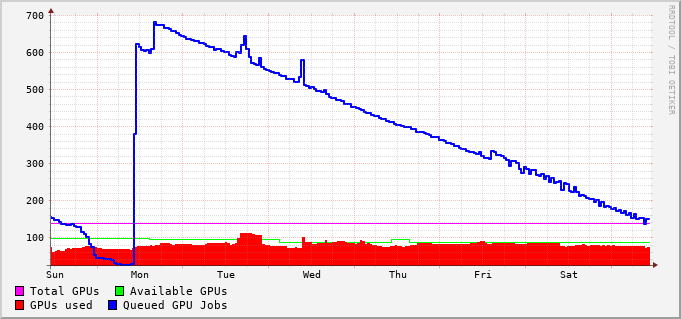 700
600
500
400
300
200
100
Sun Mon Tue Wed Thu Fri Sat
Total GPUs Available GPUs
GPUs used Queued GPU Jobs
RRDTOOL / TOBI OETIKER